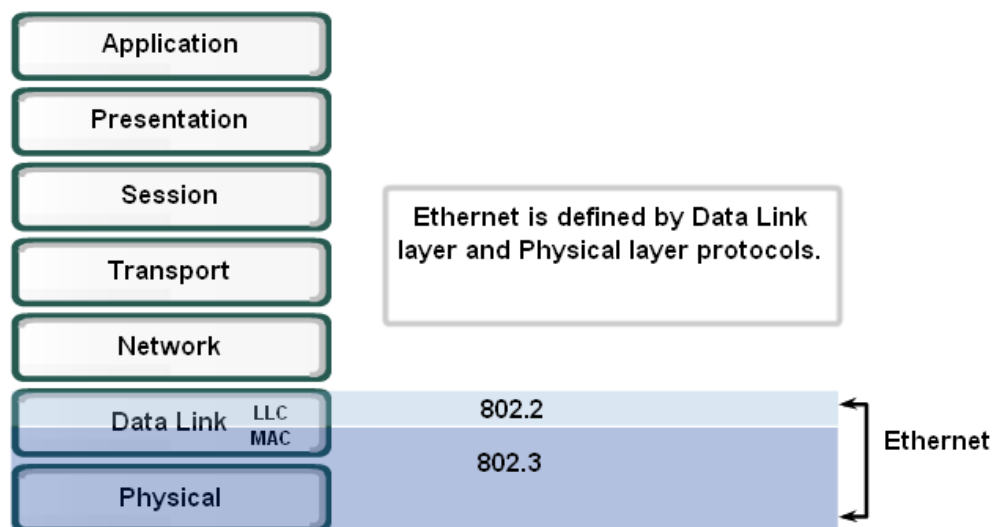 Application
Presentation
Session
Ethernet is defined by Data Link
layer and Physical layer protocols.
Transport
Network
Data Link
LLC
MAC
802.2
802.3
Ethernet
Physical